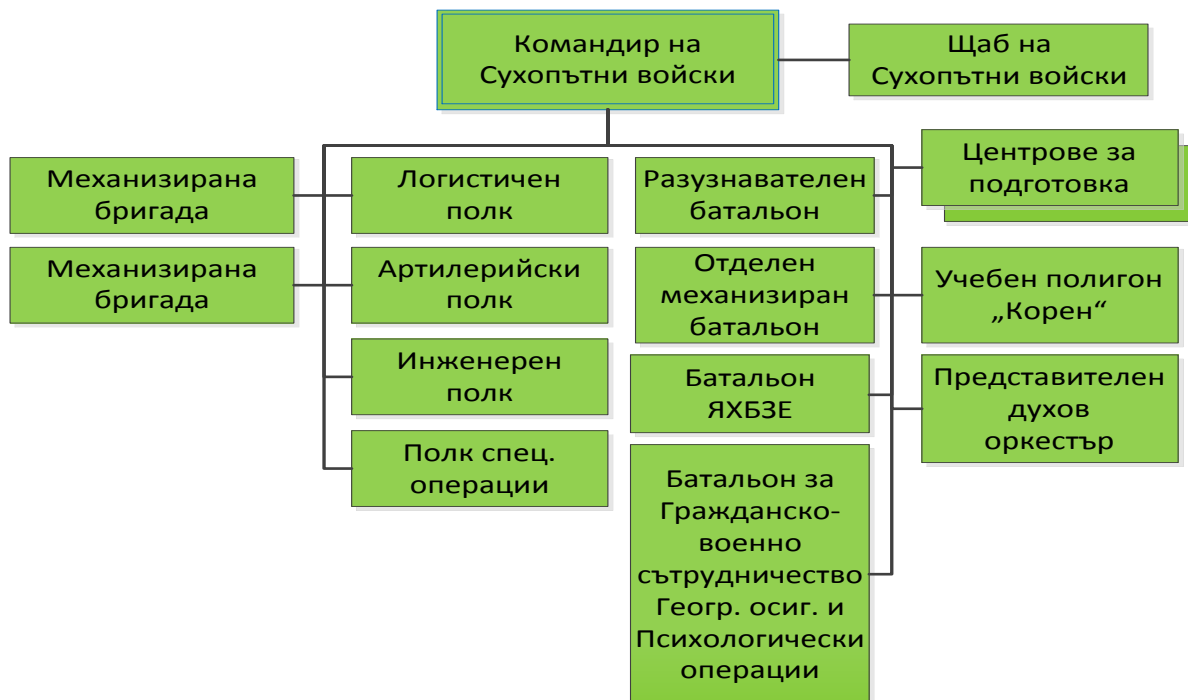 Командир на
Сухопътни войски
Щаб на
Сухопътни войски
Механизирана
бригада
Механизирана
бригада
Логистичен
полк
Артилерийски
полк
Инженерен
полк
Полк спец.
операции
Разузнавателен
батальон
Отделен
механизиран
батальон
Батальон
ЯХБЗЕ
Батальон за
Гражданско-
военно
сътрудничество
Геогр. осиг. и
Психологически
операции
Центрове за
подготовка
Учебен полигон
„Корен“
Представителен
духов
оркестър